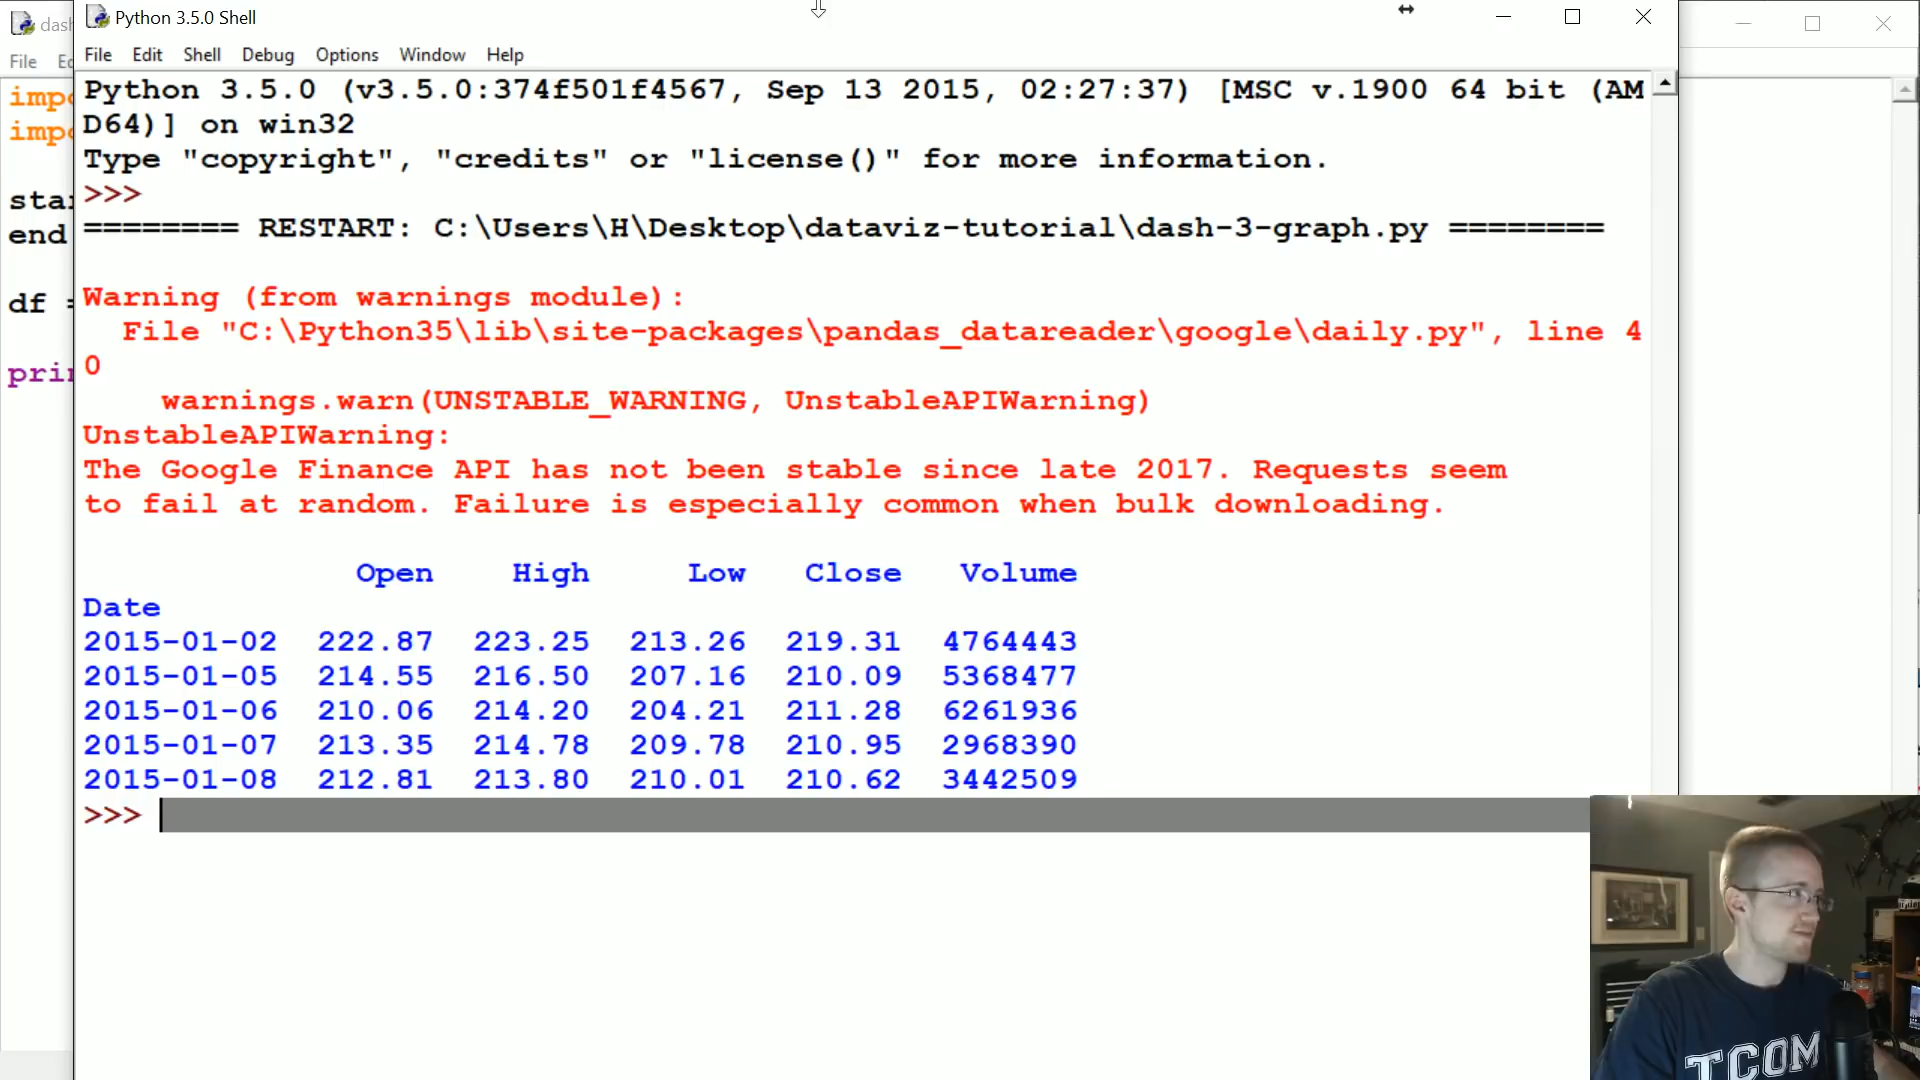 dash
Python 3.5.0 Shell
File Edit Shell Debug Options Window Help
File
Python 3.5.0 (v3.5.0:374f501f4567, Sep 13 2015, 02:27:37) [MSC v.1900 64 bit (AM
D64)] on win32
Type "copyright", "credits" or "license()" for more information.
>>>
======== RESTART: C:\Users\H\Desktop\dataviz-tutorial\dash-3-graph.py ========
end
df =
Warning (from warnings module):
File "C:\Python35\lib\site-packages\pandas_datareader\google\daily.py", line 4
0
warnings.warn(UNSTABLE_WARNING, UnstableAPIWarning)
UnstableAPIWarning:
The Google Finance API has not been stable since late 2017. Requests seem
to fail at random. Failure is especially common when bulk downloading.
Open High Low Close Volume
Date
2015-01-02 222.87 223.25 213.26 219.31 4764443
2015-01-05 214.55 216.50 207.16 210.09 5368477
2015-01-06 210.06 214.20 204.21 211.28 6261936
2015-01-07 213.35 214.78 209.78 210.95 2968390
2015-01-08 212.81 213.80 210.01 210.62 3442509
>>>
TCOM